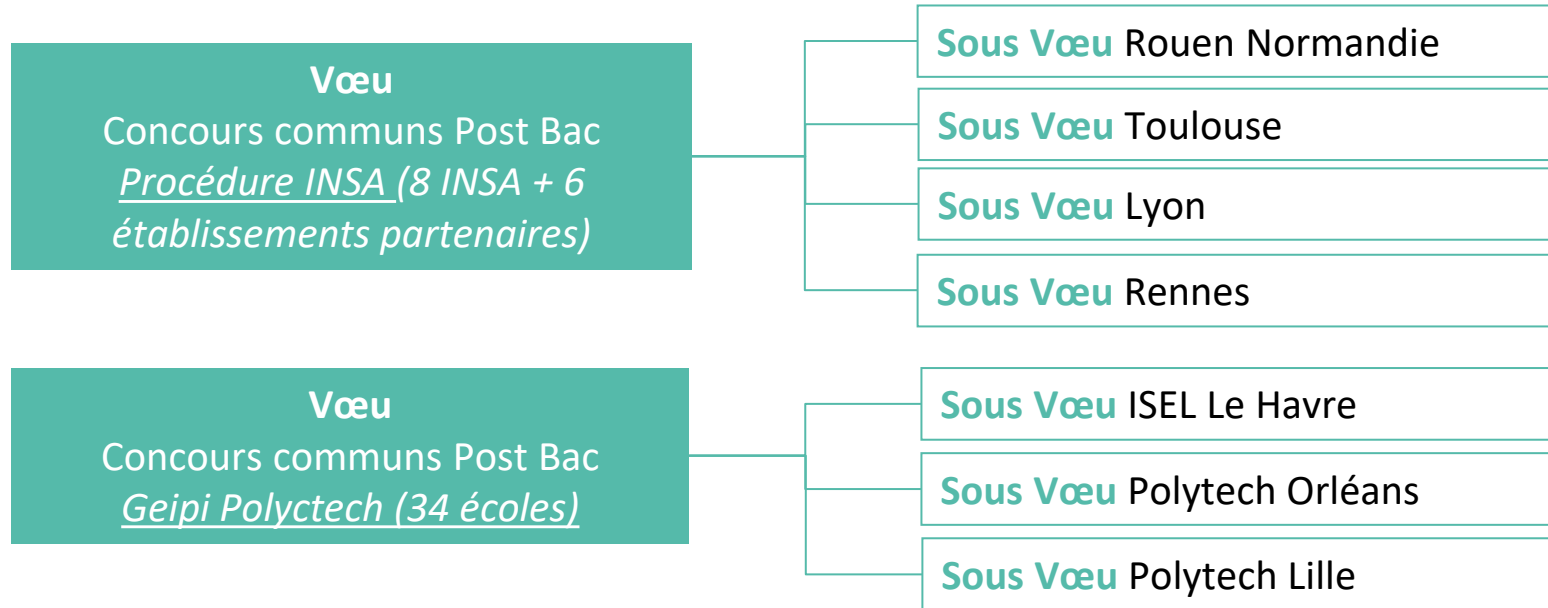 Vœu
Concours communs Post Bac
Procédure INSA (8 INSA + 6
établissements partenaires)
Sous Vœu Rouen Normandie
Sous Vœu Toulouse
Sous Vœu Lyon
Sous Vœu Rennes
Vœu
Concours communs Post Bac
Geipi Polyctech (34 écoles)
Sous Vœu ISEL Le Havre
Sous Vœu Polytech Orléans
Sous Vœu Polytech Lille